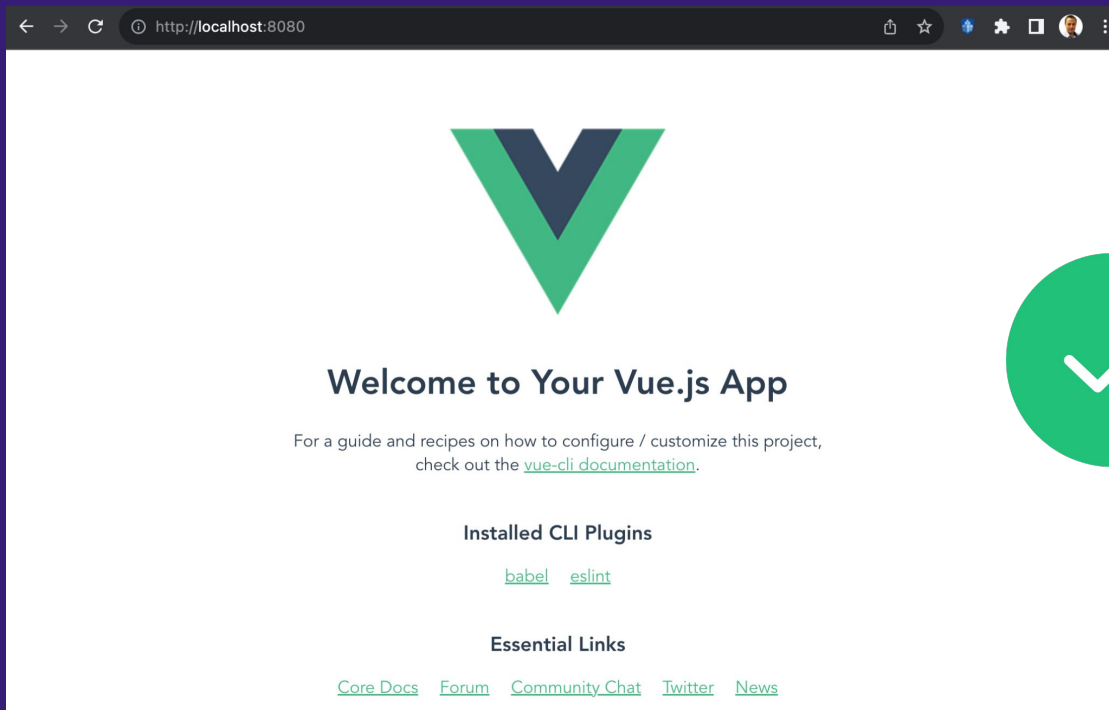 http://localhost:8080
Welcome to Your Vue.js App
For a guide and recipes on how to configure / customize this project,
check out the vue-cli documentation.
Installed CLI Plugins
babel eslint
Essential Links
Core Docs Forum Community Chat Twitter News